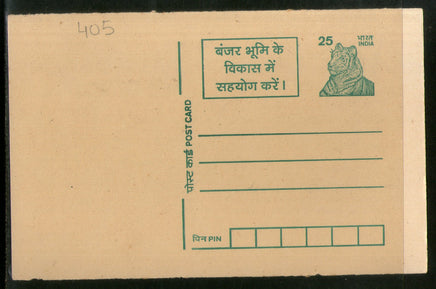 405
बंजर भूमि के
विकास में
सहयोग करें।
25 भारत
INDIA
पोस्ट कार्ड POST CARD
पिन PIN